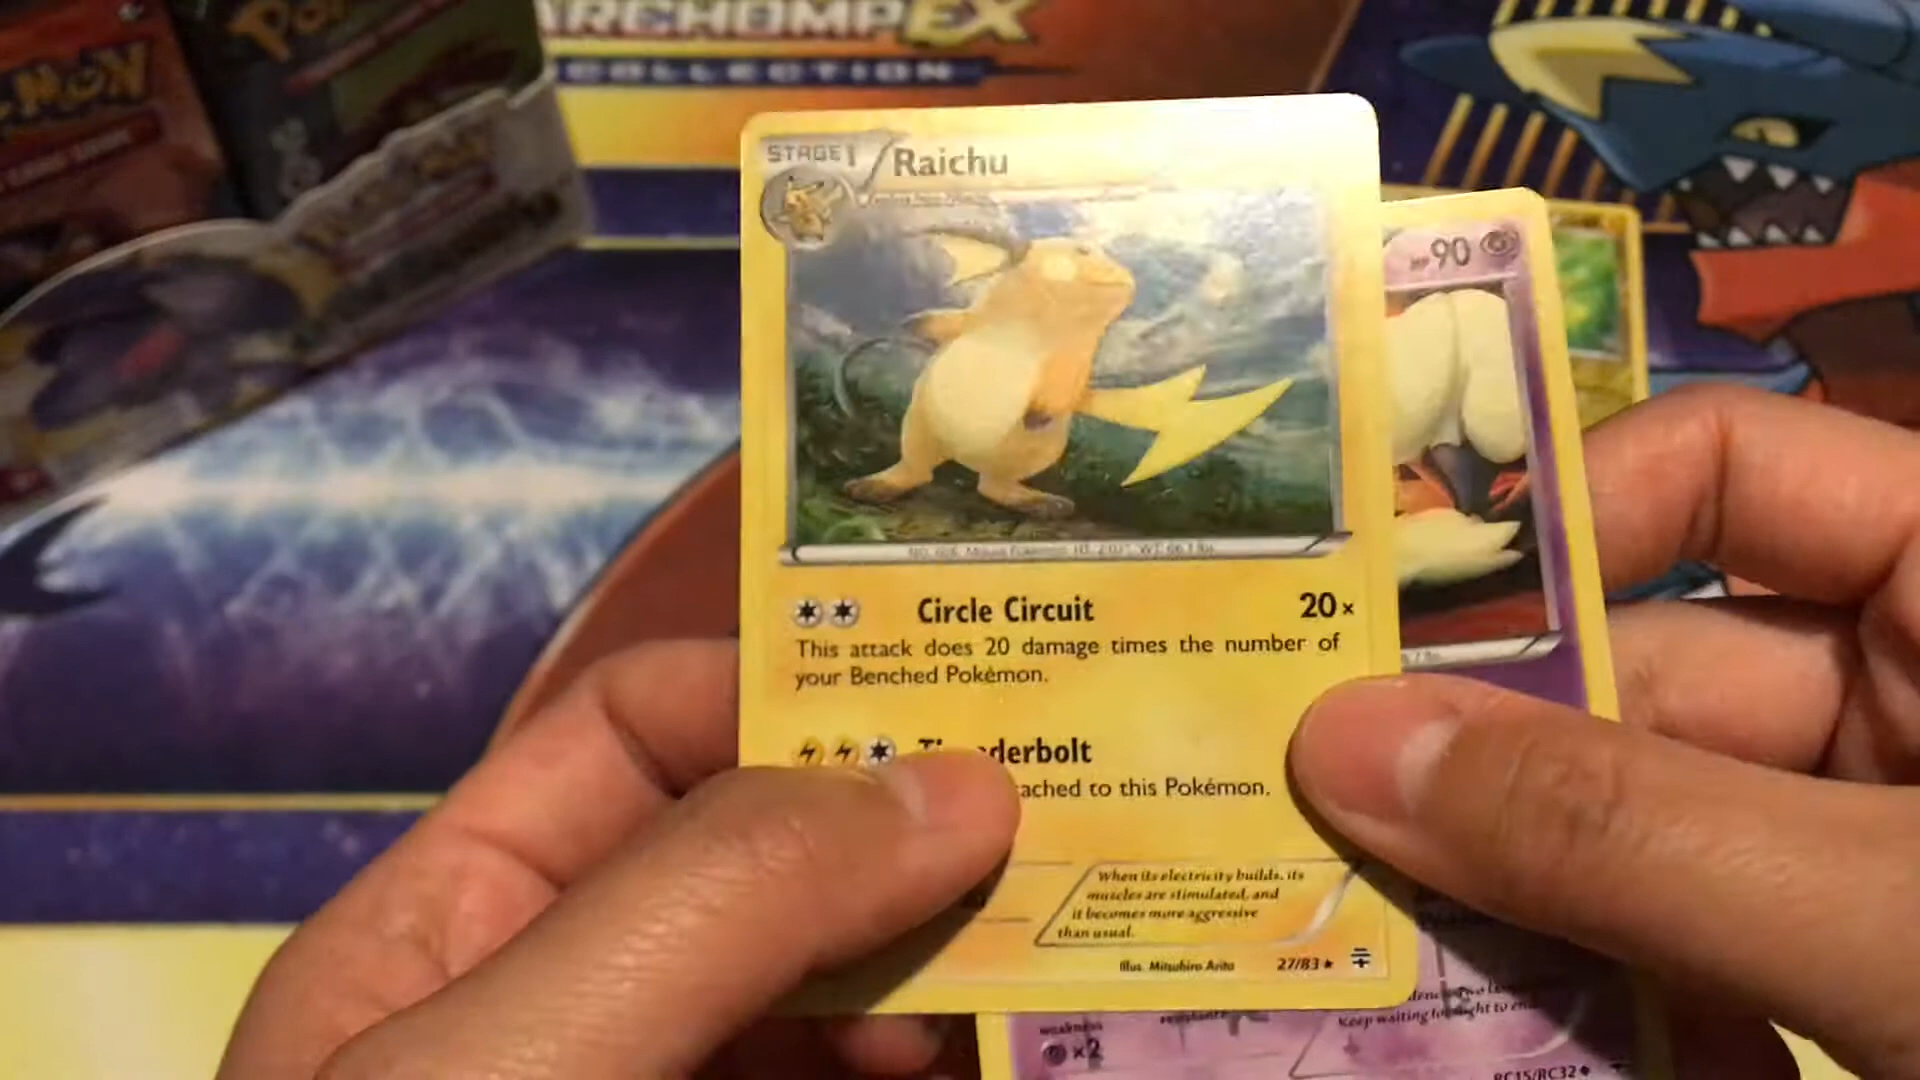 ARCHOMP EX
COLLECTION
STAGE 1
Raichu
HP 90
Circle Circuit
20×
This attack does 20 damage times the number of
your Benched Pokémon.
derbolt
ached to this Pokémon.
When its electricity builds, its
muscles are stimulated, and
it becomes more aggressive
than usual.
Illus. Mitsuhiro Arita
27/83
weakness
resistance
×2
Keep waiting
RC15/RC32